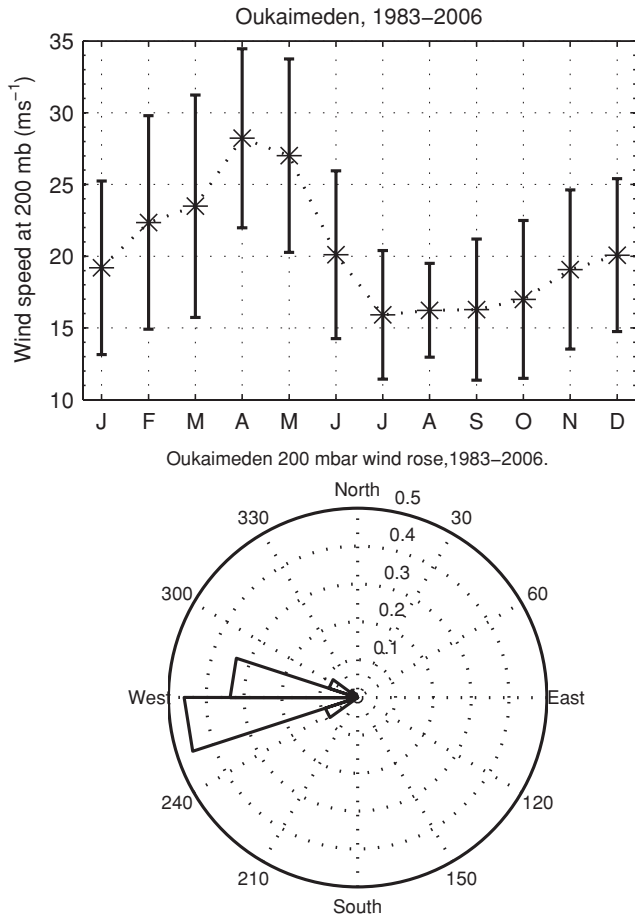 Oukaimeden, 1983–2006
Wind speed at 200 mb (ms⁻¹)
35
30
25
20
15
10
J F M A M J J A S O N D
Oukaimeden 200 mbar wind rose,1983–2006.
North
0.5
330
30
0.4
0.3
300
60
0.2
0.1
West
East
240
120
210
150
South